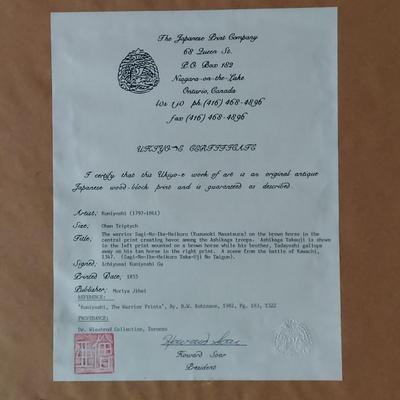 The Japanese Print Company
68 Queen St.
P.O. Box 182
Niagara-on-the-Lake
Ontario, Canada
L0S 1J0 ph. (416) 468-4896
fax (416) 468-4896
UKIYO-E CERTIFICATE
I certify that this Ukiyo-e work of art is an original antique
Japanese wood-block print and is guaranteed as described.
Artist: Kuniyoshi (1797-1861)
Size: Oban Triptych
Title: The warrior Sagi-No-Ike-Heikuro (Kusunoki Masatsura) on the brown horse in the
central print creating havoc among the Ashikaga troops. Ashikaga Takauji is shown
in the left print mounted on a brown horse while his brother, Tadayoshi gallops
away on his tan horse in the right print. A scene from the battle of Kawachi,
1347. (Sagi-No-Ike-Heikuro Taka-Uji No Taigun).
Signed: Ichiyusai Kuniyoshi Ga
Printed Date: 1855
Publisher: Moriya Jihei
REFERENCE:
'Kuniyoshi, The Warrior Prints', By, B.W. Robinson, 1982, Pg. 183, T322
PROVENANCE:
Collection, Toronto
Howard Soar
Howard Soar
President